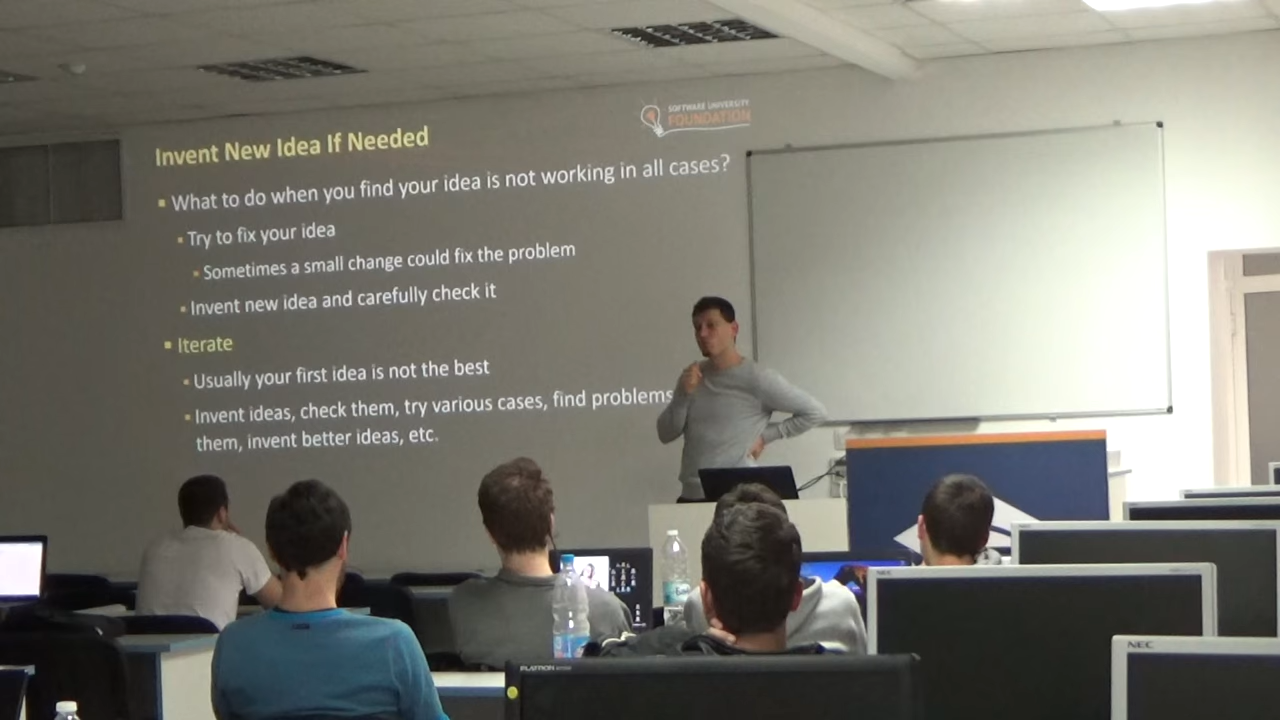 SOFTWARE UNIVERSITY
FOUNDATION
Invent New Idea If Needed
▪ What to do when you find your idea is not working in all cases?
▪ Try to fix your idea
▪ Sometimes a small change could fix the problem
▪ Invent new idea and carefully check it
▪ Iterate
▪ Usually your first idea is not the best
▪ Invent ideas, check them, try various cases, find problems
them, invent better ideas, etc.
NEC
NEC
PLATRON